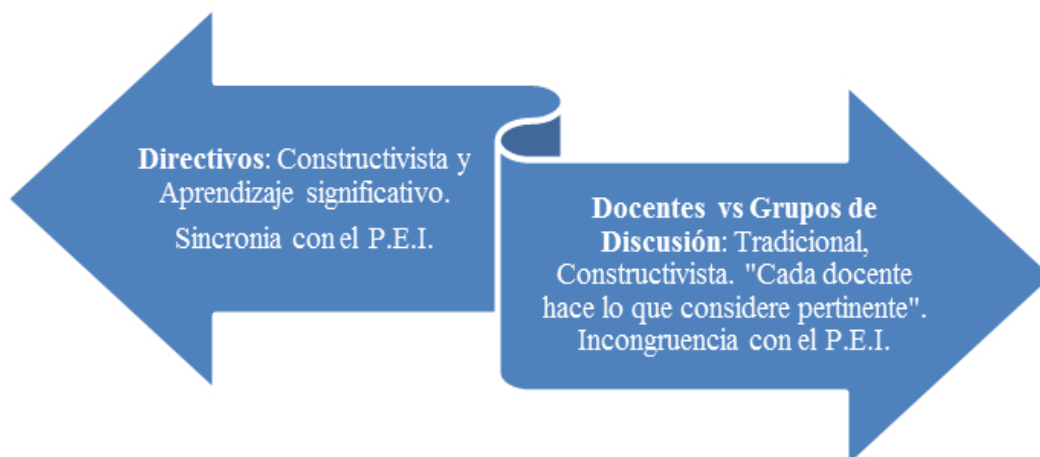 Directivos: Constructivista y
Aprendizaje significativo.
Sincronia con el P.E.I.
Docentes vs Grupos de
Discusión: Tradicional,
Constructivista. "Cada docente
hace lo que considere pertinente".
Incongruencia con el P.E.I.